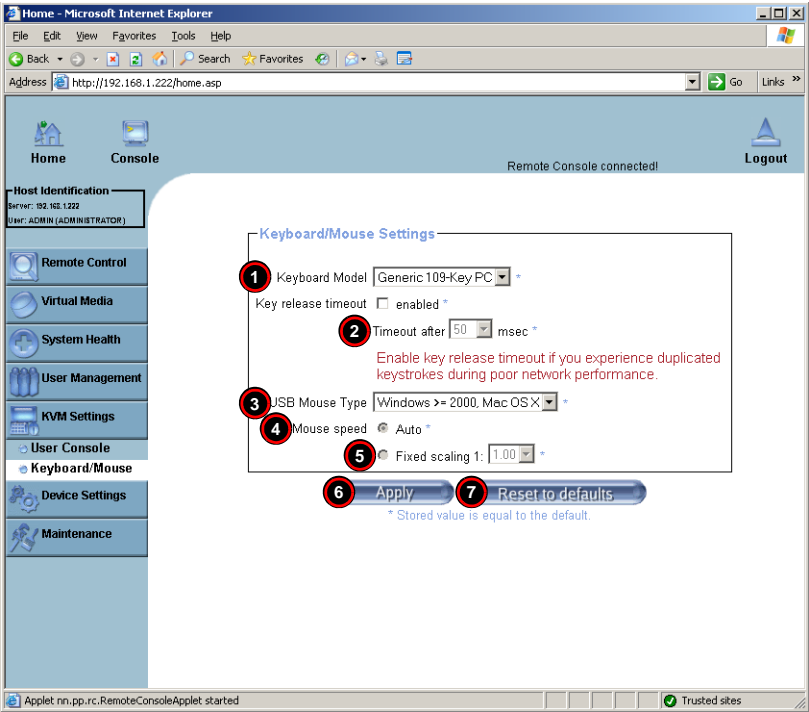 Home - Microsoft Internet Explorer
File Edit View Favorites Tools Help
Back Search Favorites
Address http://192.168.1.222/home.asp Go Links »
Home Console Logout
Remote Console connected!
Host Identification
Server: 192.168.1.222
User: ADMIN (ADMINISTRATOR)
Remote Control
Virtual Media
System Health
User Management
KVM Settings
User Console
Keyboard/Mouse
Device Settings
Maintenance
Keyboard/Mouse Settings
1 Keyboard Model Generic 109-Key PC *
Key release timeout enabled *
2 Timeout after 50 msec *
Enable key release timeout if you experience duplicated
keystrokes during poor network performance.
3 USB Mouse Type Windows >= 2000, Mac OS X *
4 Mouse speed Auto *
5 Fixed scaling 1: 1.00 *
6 Apply 7 Reset to defaults
* Stored value is equal to the default.
Applet nn.pp.rc.RemoteConsoleApplet started Trusted sites